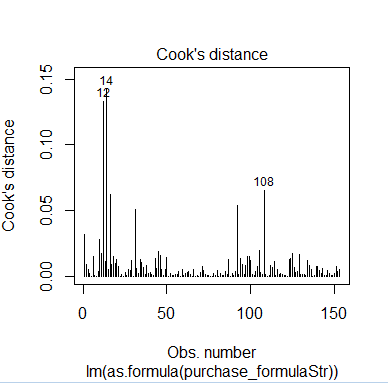 Cook's distance
0.15
0.10
0.05
0.00
Cook's distance
14
12
108
0 50 100 150
Obs. number
lm(as.formula(purchase_formulaStr))